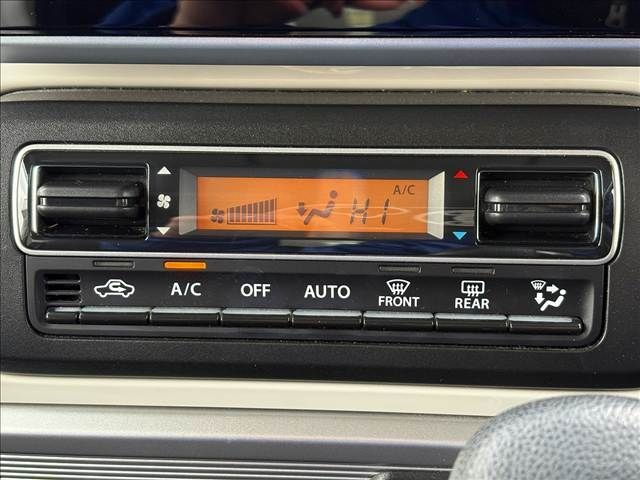 A/C
HI
A/C OFF AUTO FRONT REAR